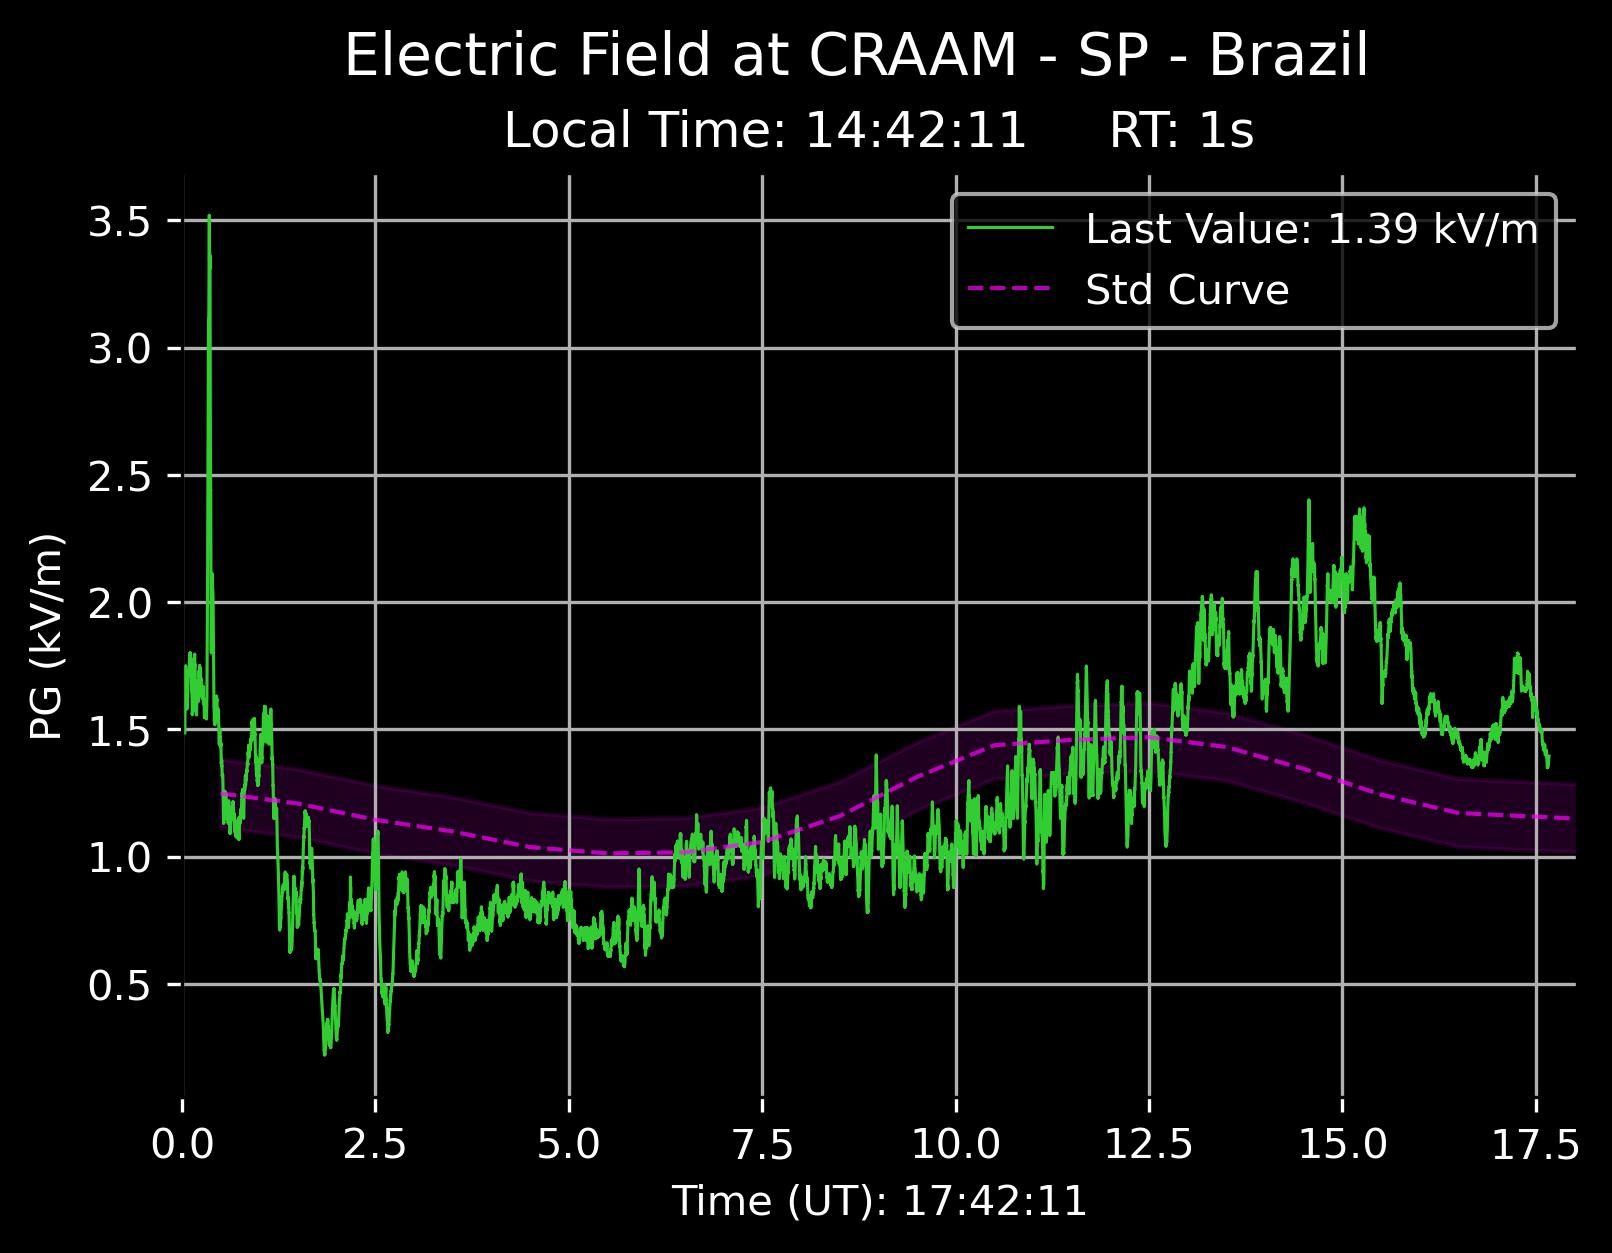 Electric Field at CRAAM - SP - Brazil
Local Time: 14:42:11 RT: 1s
Last Value: 1.39 kV/m
Std Curve
PG (kV/m)
3.5
3.0
2.5
2.0
1.5
1.0
0.5
0.0 2.5 5.0 7.5 10.0 12.5 15.0 17.5
Time (UT): 17:42:11